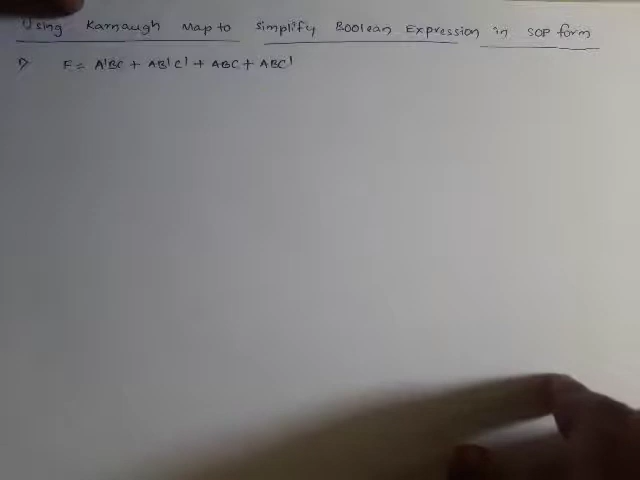 Using Karnaugh Map to simplify Boolean Expression in SOP form
1) F = A'BC + AB'C' + ABC + ABC'